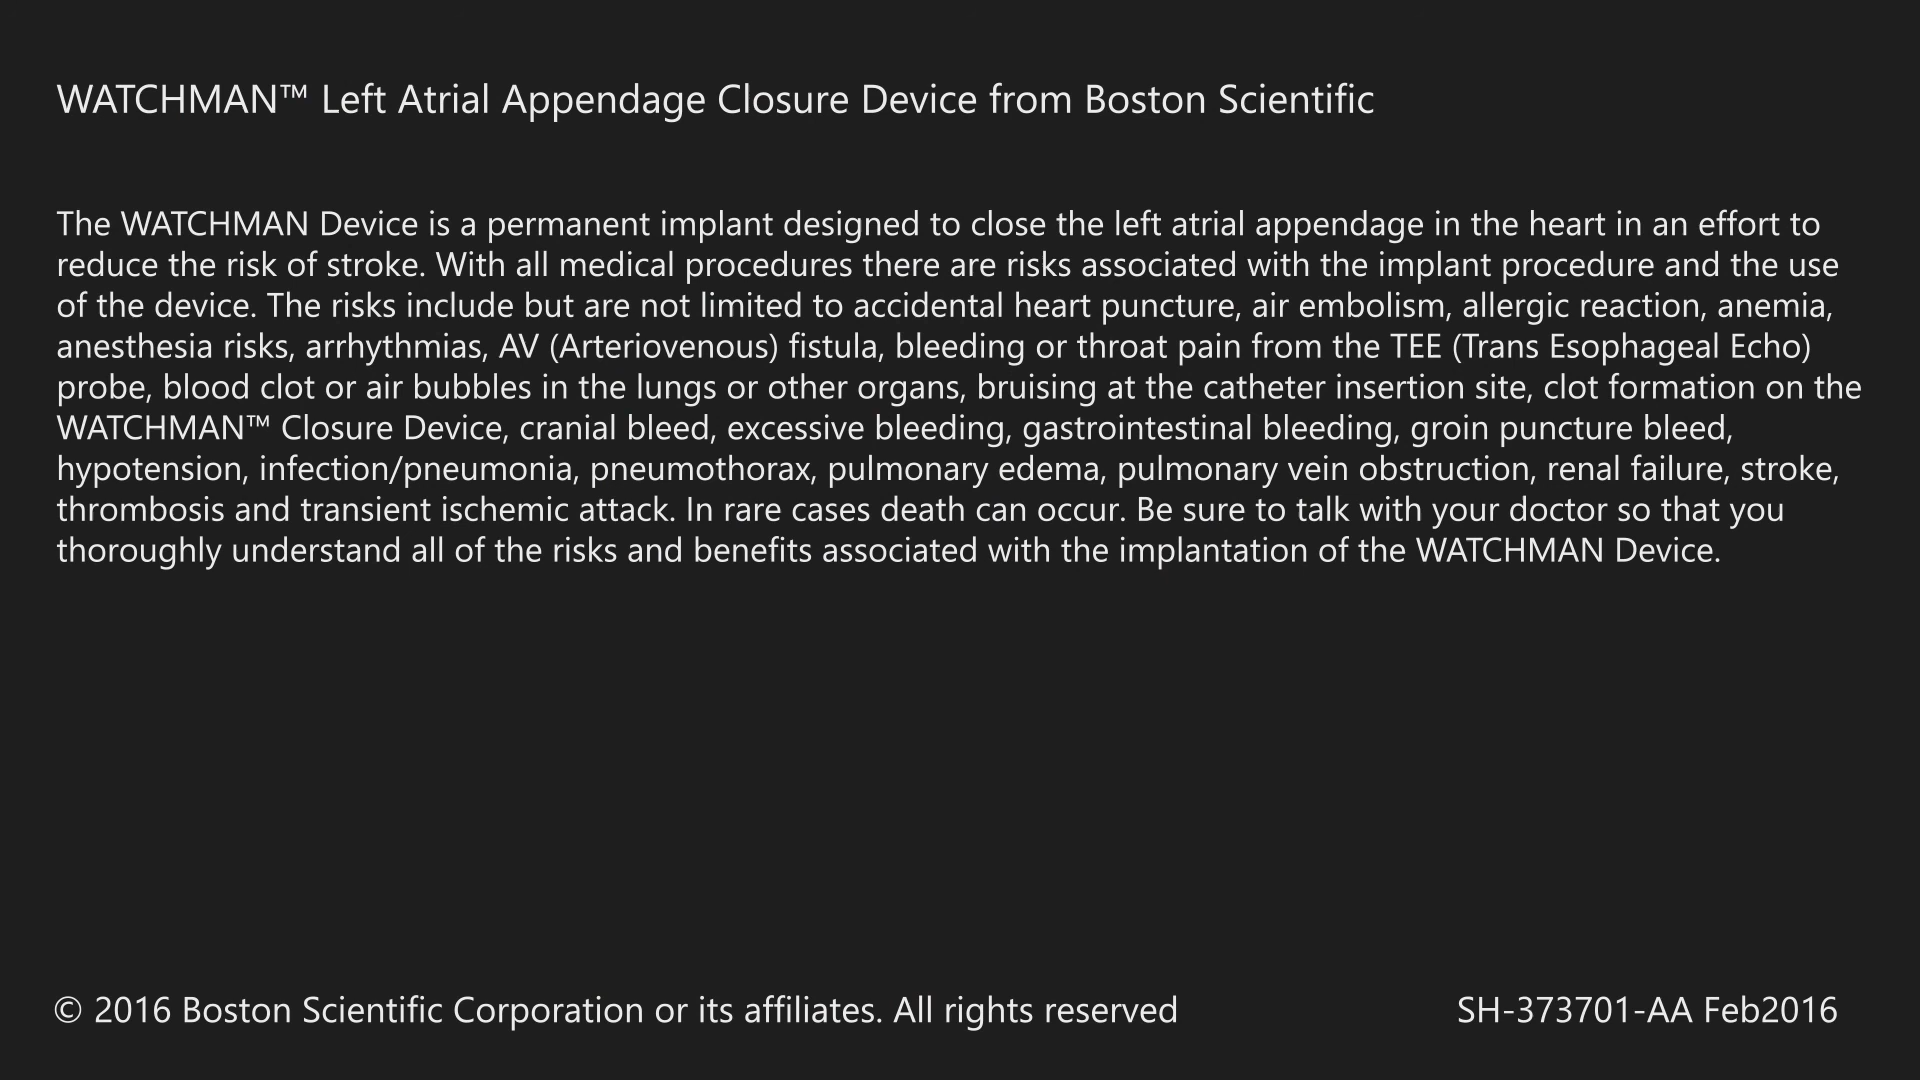 WATCHMAN™ Left Atrial Appendage Closure Device from Boston Scientific
The WATCHMAN Device is a permanent implant designed to close the left atrial appendage in the heart in an effort to
reduce the risk of stroke. With all medical procedures there are risks associated with the implant procedure and the use
of the device. The risks include but are not limited to accidental heart puncture, air embolism, allergic reaction, anemia,
anesthesia risks, arrhythmias, AV (Arteriovenous) fistula, bleeding or throat pain from the TEE (Trans Esophageal Echo)
probe, blood clot or air bubbles in the lungs or other organs, bruising at the catheter insertion site, clot formation on the
WATCHMAN™ Closure Device, cranial bleed, excessive bleeding, gastrointestinal bleeding, groin puncture bleed,
hypotension, infection/pneumonia, pneumothorax, pulmonary edema, pulmonary vein obstruction, renal failure, stroke,
thrombosis and transient ischemic attack. In rare cases death can occur. Be sure to talk with your doctor so that you
thoroughly understand all of the risks and benefits associated with the implantation of the WATCHMAN Device.
© 2016 Boston Scientific Corporation or its affiliates. All rights reserved
SH-373701-AA Feb2016